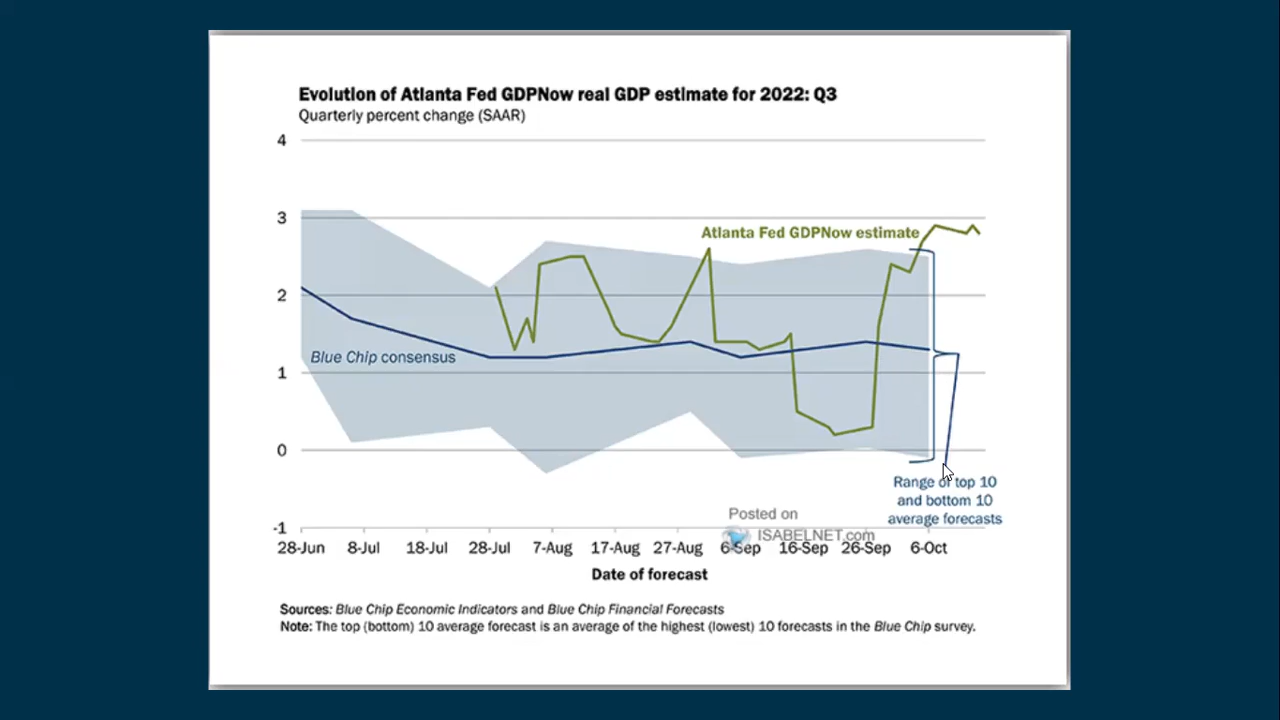 Evolution of Atlanta Fed GDPNow real GDP estimate for 2022: Q3
Quarterly percent change (SAAR)
4
3
Atlanta Fed GDPNow estimate
2
Blue Chip consensus
1
0
Range of top 10
and bottom 10
average forecasts
Posted on
ISABELNET.com
-1
28-Jun 8-Jul 18-Jul 28-Jul 7-Aug 17-Aug 27-Aug 6-Sep 16-Sep 26-Sep 6-Oct
Date of forecast
Sources: Blue Chip Economic Indicators and Blue Chip Financial Forecasts
Note: The top (bottom) 10 average forecast is an average of the highest (lowest) 10 forecasts in the Blue Chip survey.